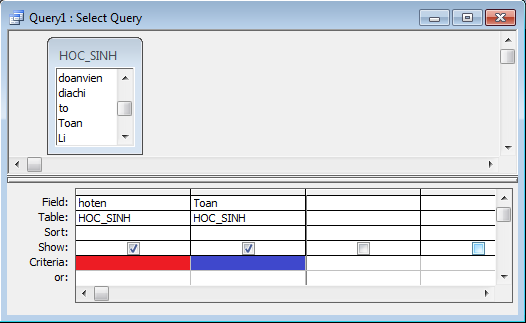 Query1 : Select Query
HOC_SINH
doanvien
diachi
to
Toan
Li
Field: hoten Toan
Table: HOC_SINH HOC_SINH
Sort:
Show:
Criteria:
or: